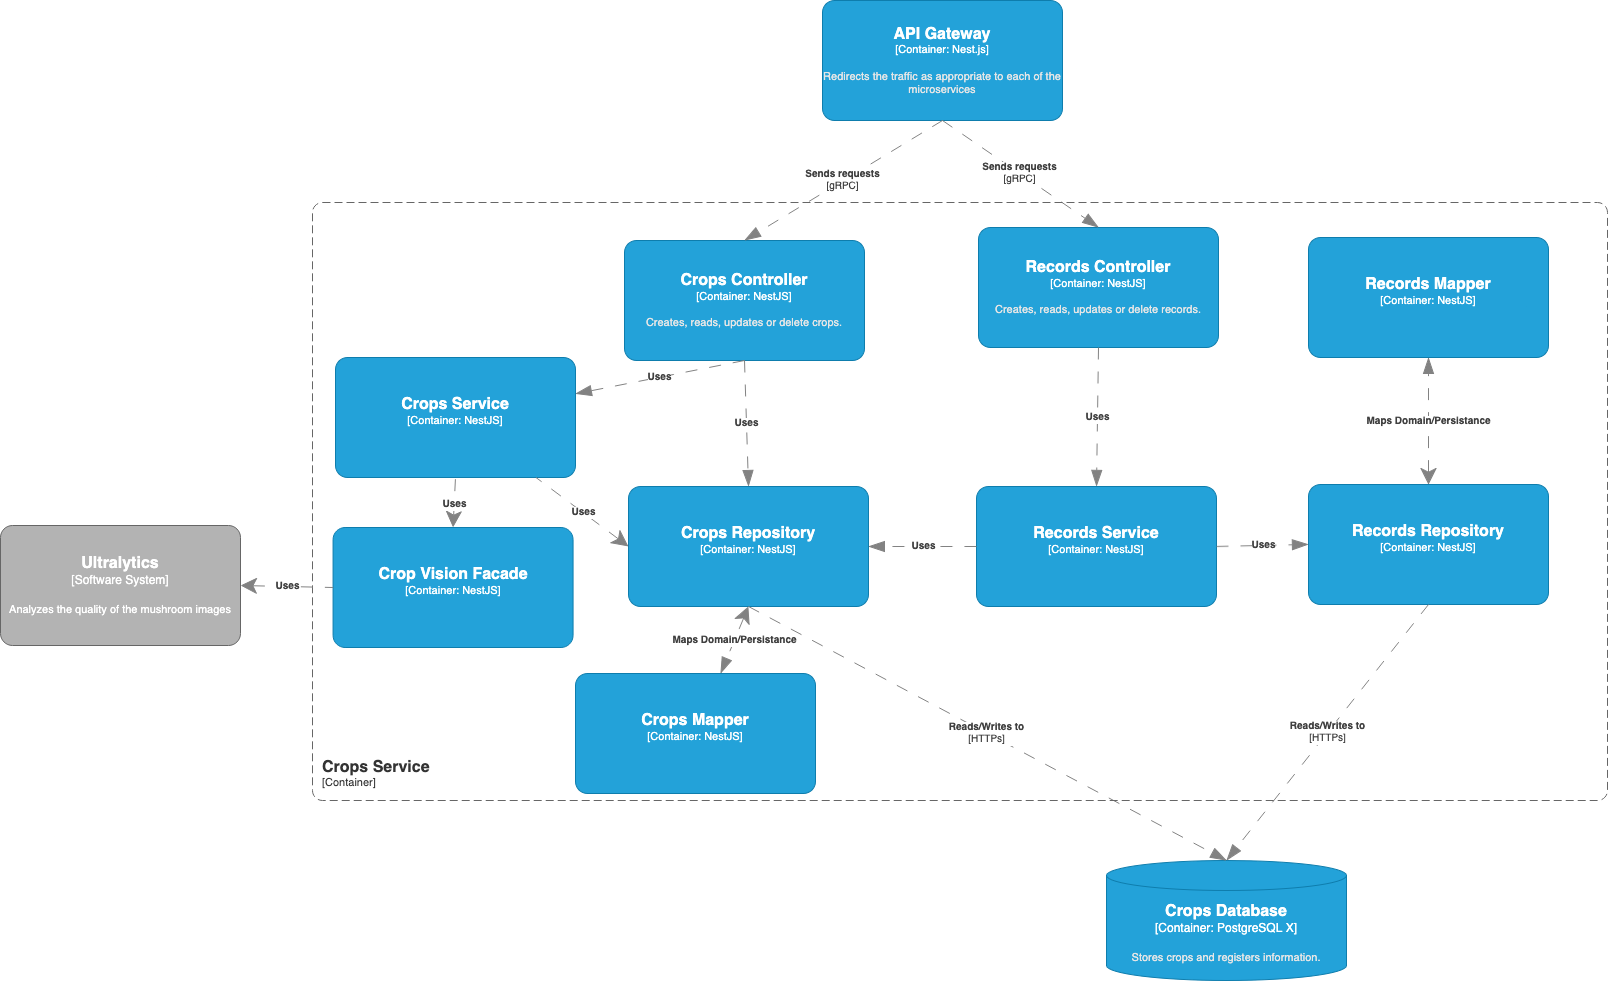 API Gateway
[Container: Nest.js]
Redirects the traffic as appropriate to each of the
microservices
Sends requests
[gRPC]
Sends requests
[gRPC]
Crops Controller
[Container: NestJS]
Creates, reads, updates or delete crops.
Records Controller
[Container: NestJS]
Creates, reads, updates or delete records.
Records Mapper
[Container: NestJS]
Uses
Crops Service
[Container: NestJS]
Uses
Uses
Maps Domain/Persistance
Uses
Uses
Crops Repository
[Container: NestJS]
Uses
Records Service
[Container: NestJS]
Uses
Records Repository
[Container: NestJS]
Ultralytics
[Software System]
Analyzes the quality of the mushroom images
Uses
Crop Vision Facade
[Container: NestJS]
Maps Domain/Persistance
Crops Mapper
[Container: NestJS]
Reads/Writes to
[HTTPs]
Reads/Writes to
[HTTPs]
Crops Service
[Container]
Crops Database
[Container: PostgreSQL X]
Stores crops and registers information.